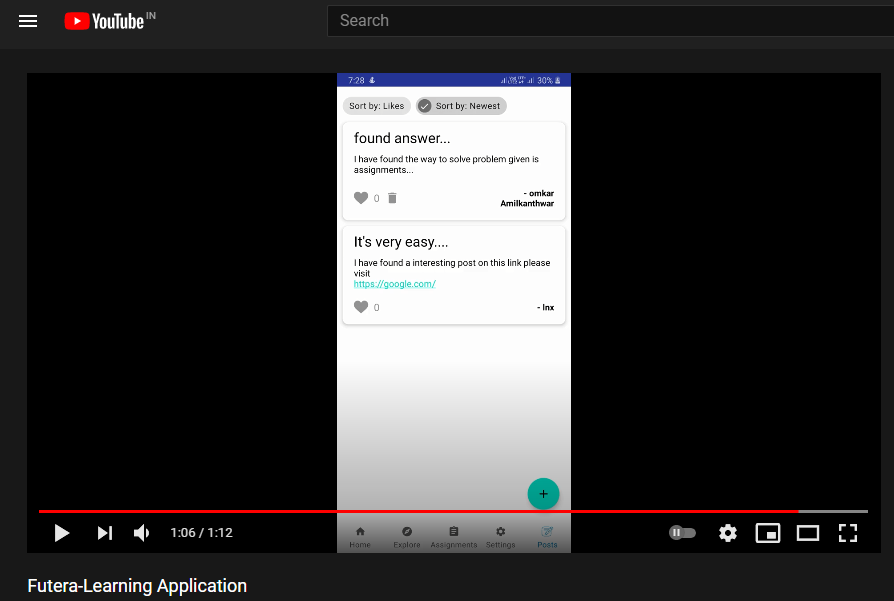 YouTube IN
Search
7:28 30%
Sort by: Likes Sort by: Newest
found answer...
I have found the way to solve problem given is
assignments...
0
- omkar
Amilkanthwar
It's very easy....
I have found a interesting post on this link please
visit
https://google.com/
0
- lnx
+
1:06 / 1:12
Home Explore Assignments Settings Posts
Futera-Learning Application